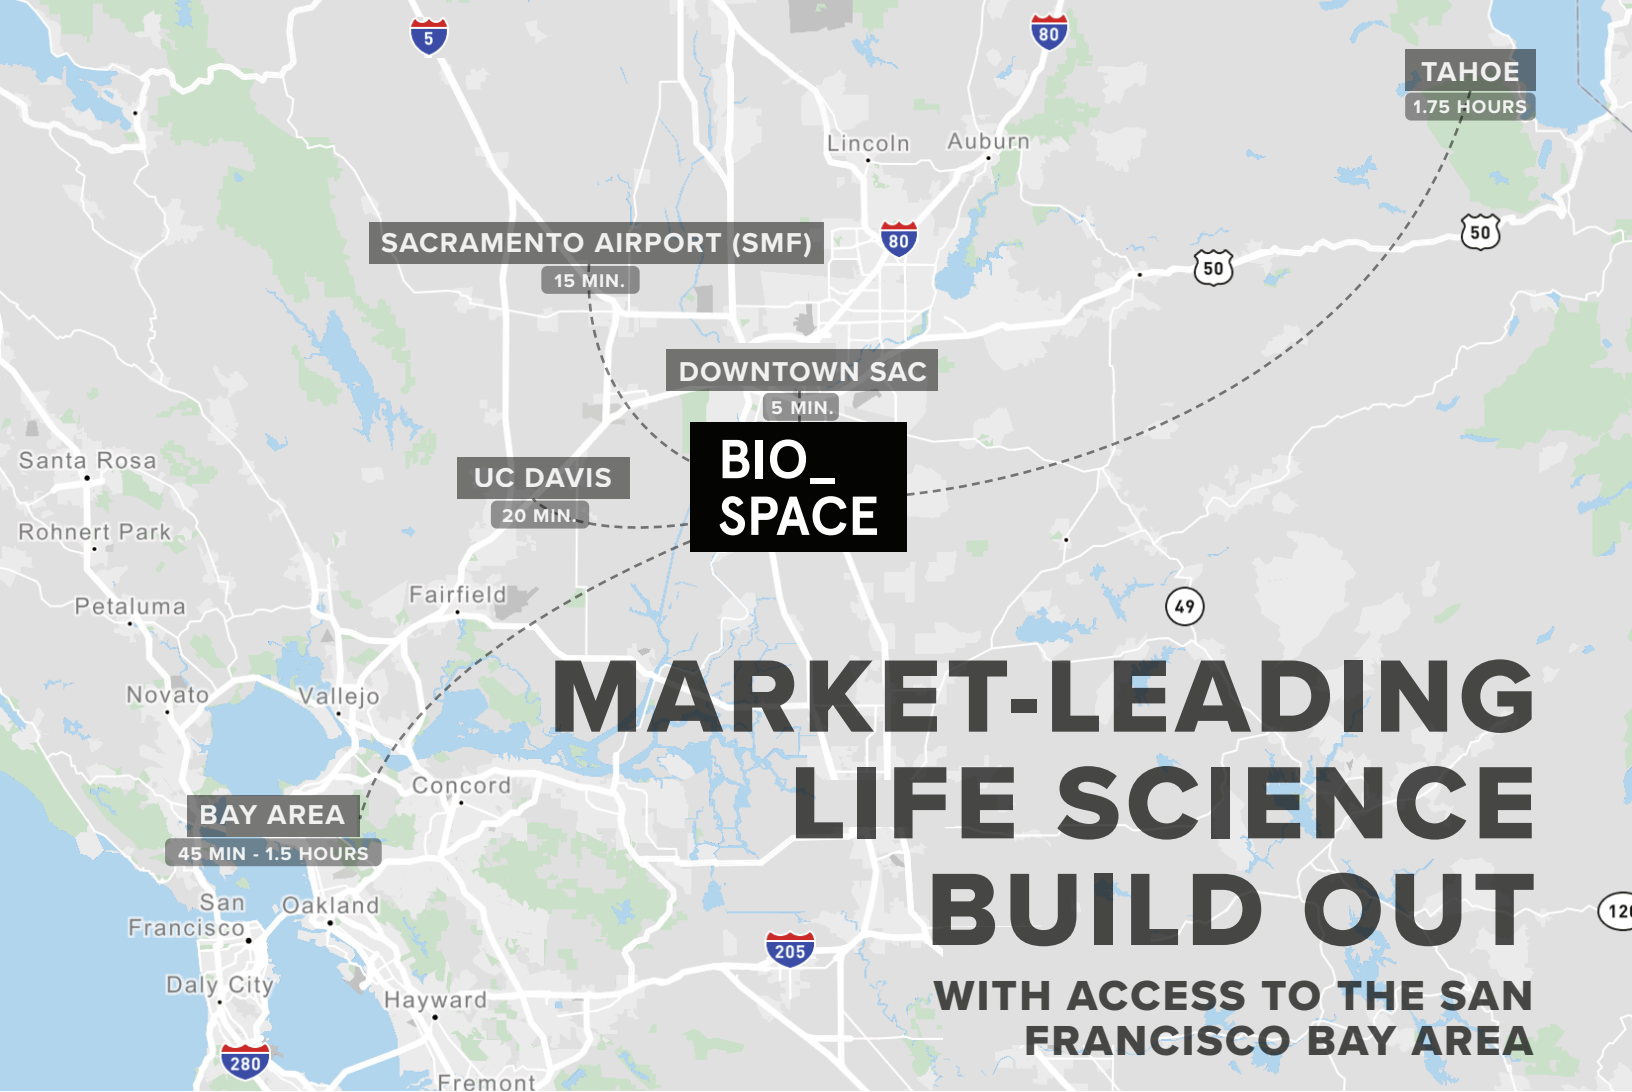 5
80
TAHOE
1.75 HOURS
Lincoln
Auburn
SACRAMENTO AIRPORT (SMF)
15 MIN.
80
50
50
DOWNTOWN SAC
5 MIN.
BIO_
SPACE
UC DAVIS
20 MIN.
Santa Rosa
Rohnert Park
Petaluma
Fairfield
49
Novato
Vallejo
MARKET-LEADING
LIFE SCIENCE
BUILD OUT
WITH ACCESS TO THE SAN
FRANCISCO BAY AREA
Concord
BAY AREA
45 MIN - 1.5 HOURS
San
Francisco
Oakland
205
Daly City
Hayward
280
Fremont